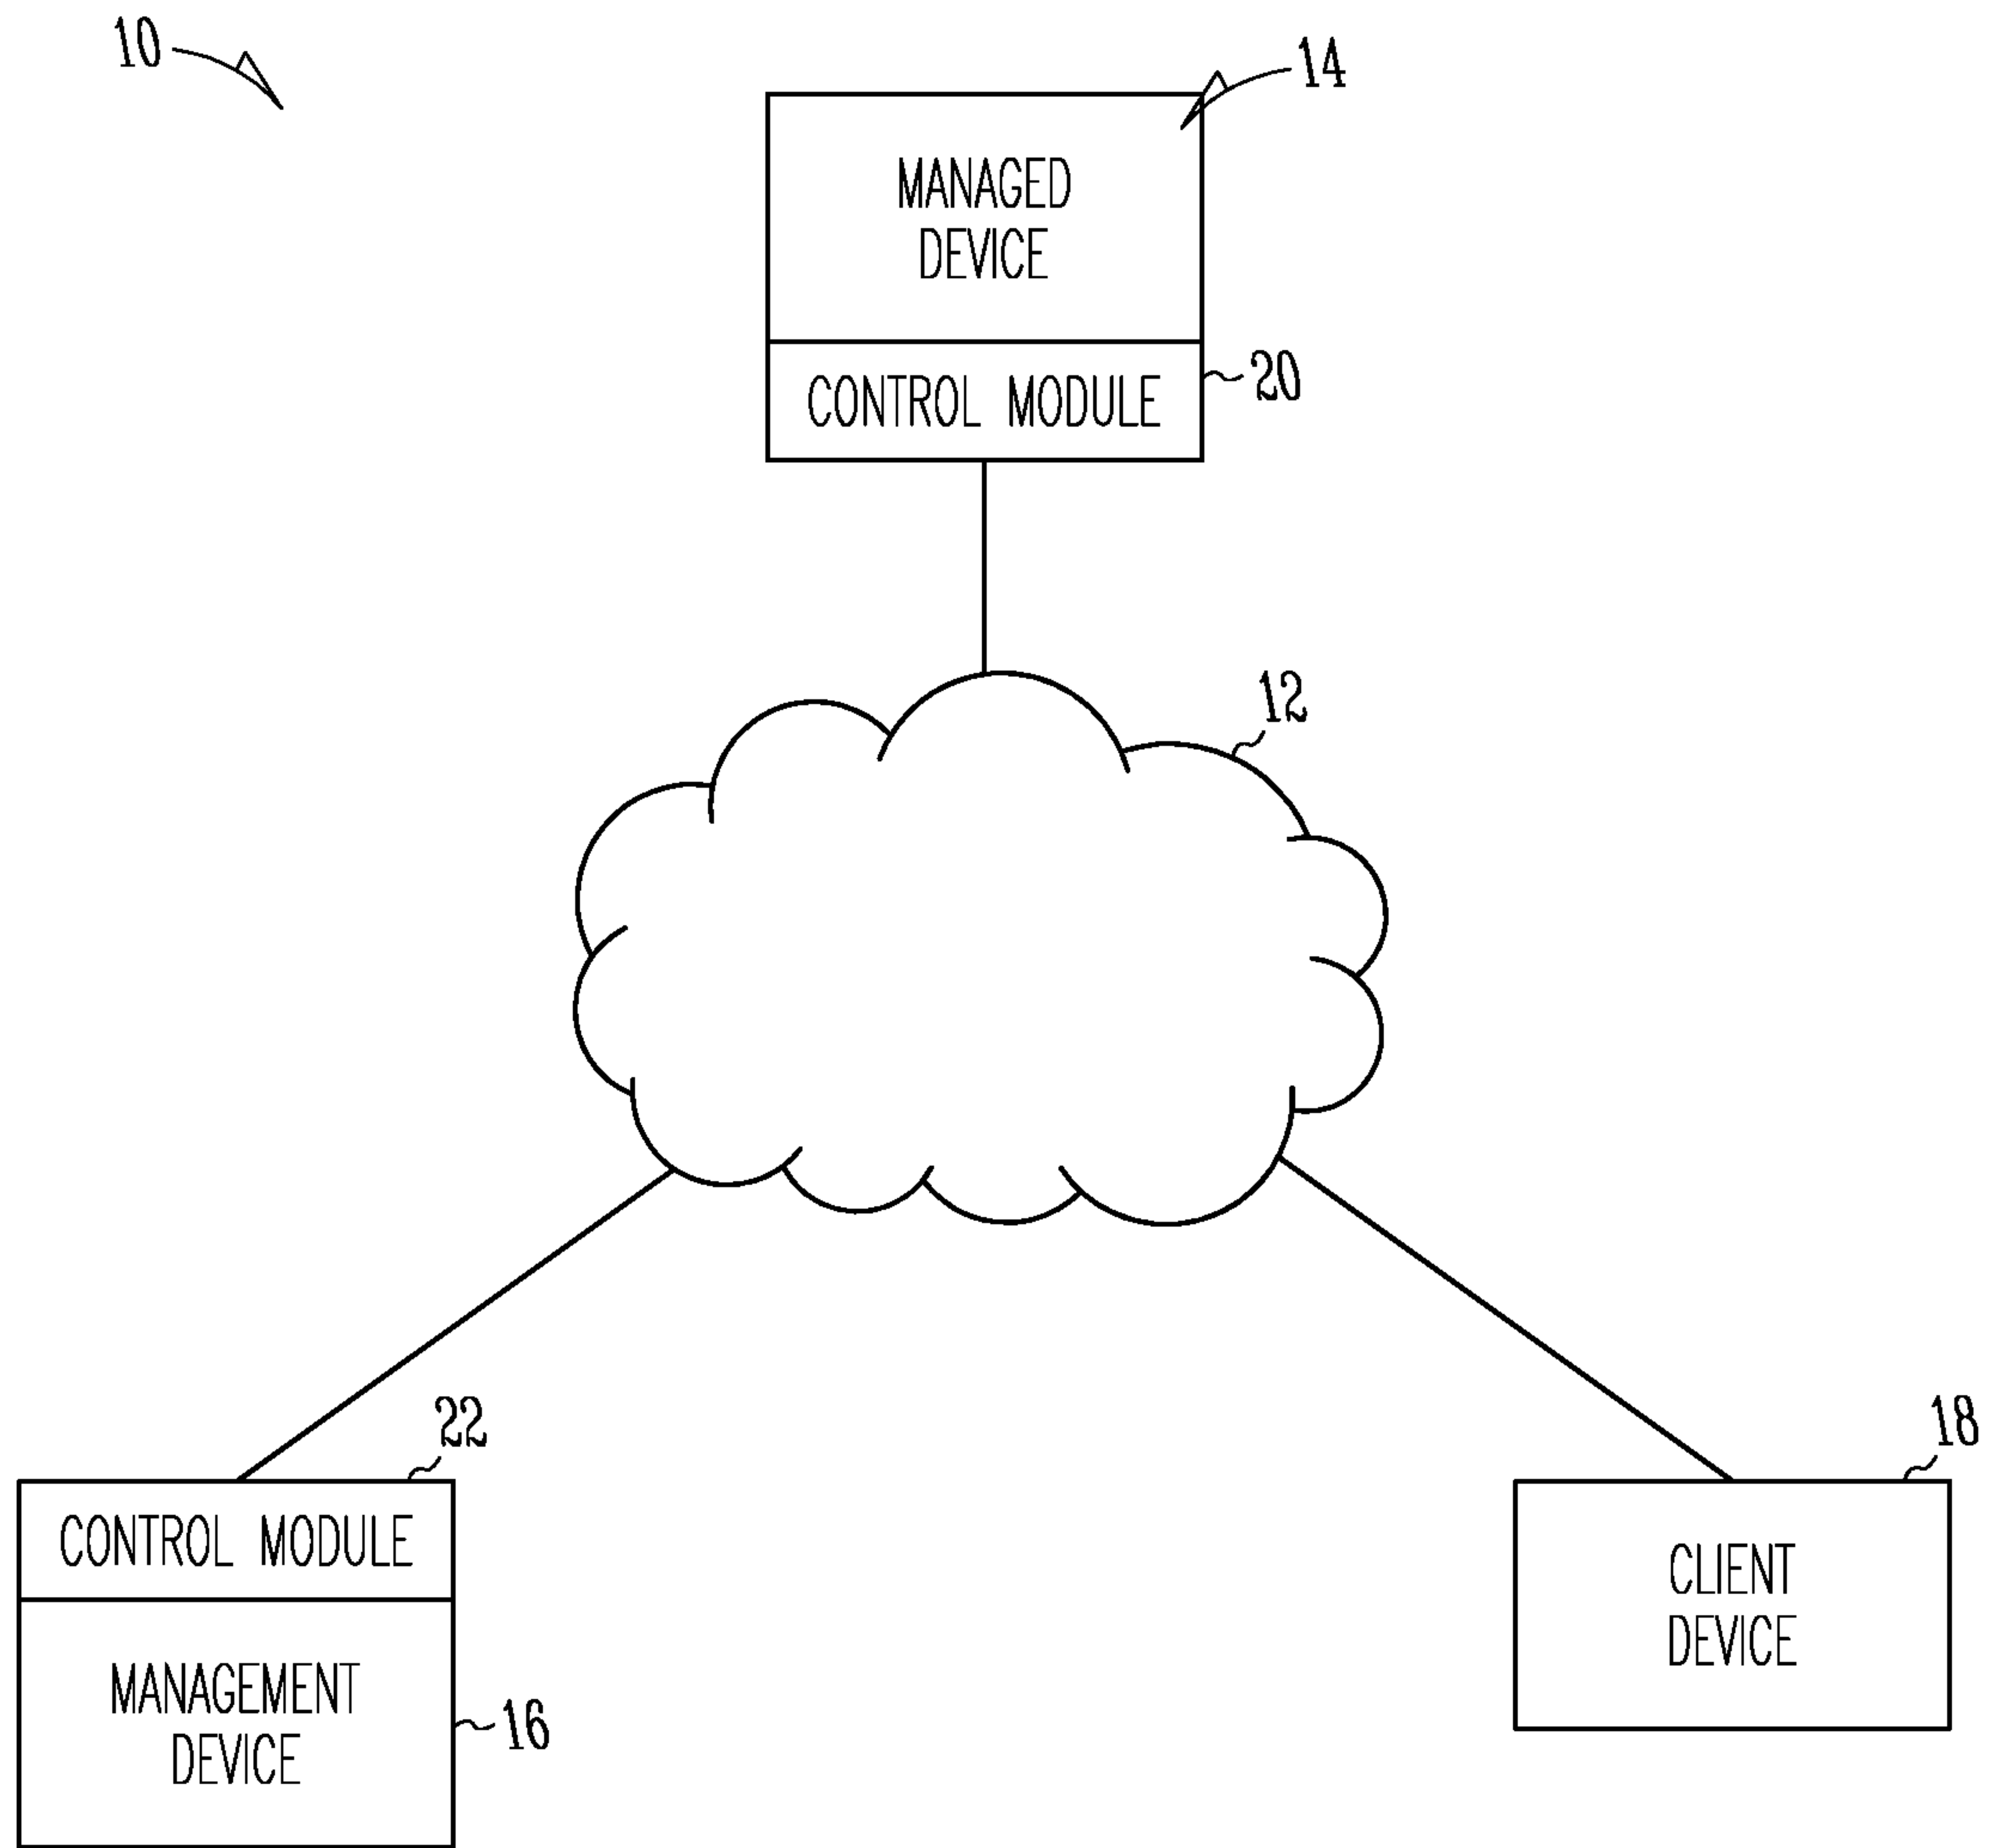 10
14
MANAGED
DEVICE
20
CONTROL MODULE
12
22
18
CONTROL MODULE
CLIENT
DEVICE
MANAGEMENT
DEVICE
16